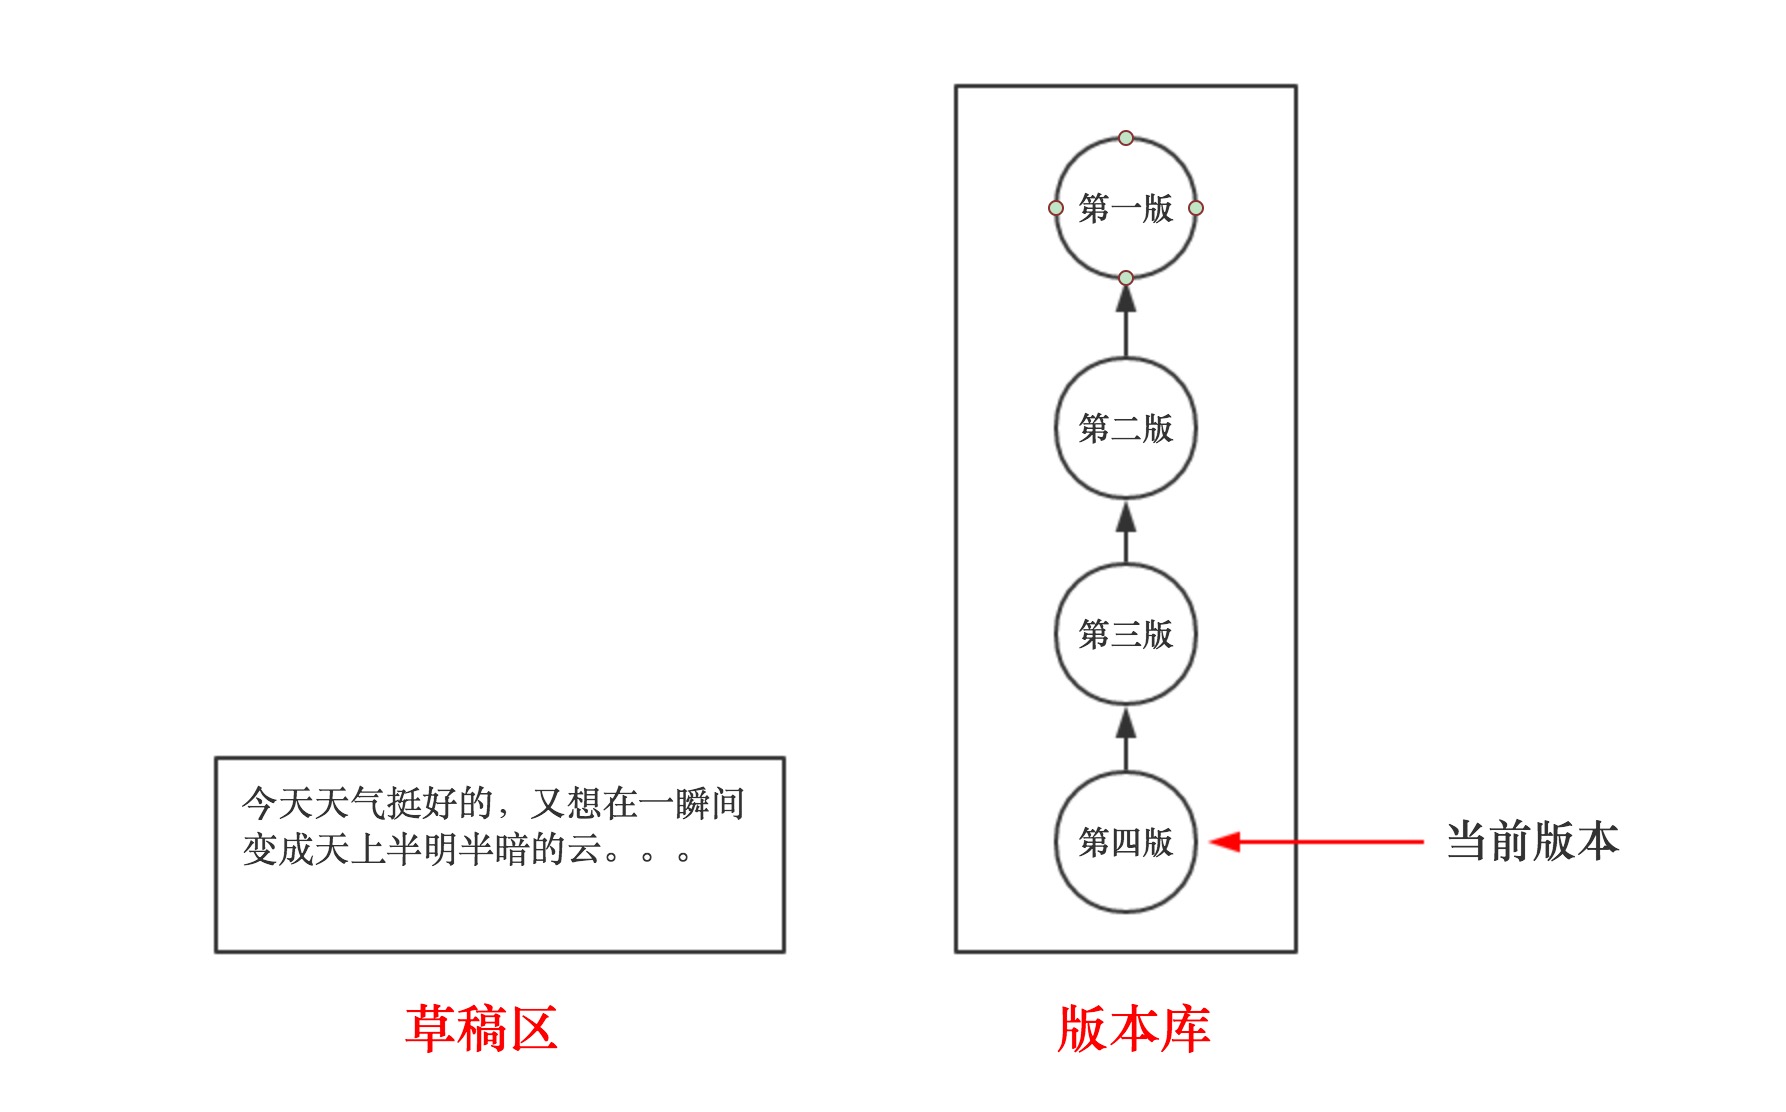 今天天气挺好的，又想在一瞬间
变成天上半明半暗的云。。。
草稿区
第一版
第二版
第三版
第四版
当前版本
版本库